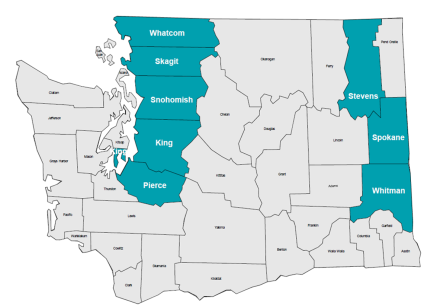 Whatcom
Skagit
Snohomish
King
Pierce
Stevens
Spokane
Whitman
Okanogan
Ferry
Pend Oreille
Clallam
Jefferson
Grays Harbor
Mason
Kitsap
Island
Chelan
Douglas
Lincoln
Grant
Adams
Kittitas
Thurston
Pacific
Lewis
Yakima
Wahkiakum
Cowlitz
Skamania
Clark
Klickitat
Benton
Franklin
Walla Walla
Columbia
Garfield
Asotin